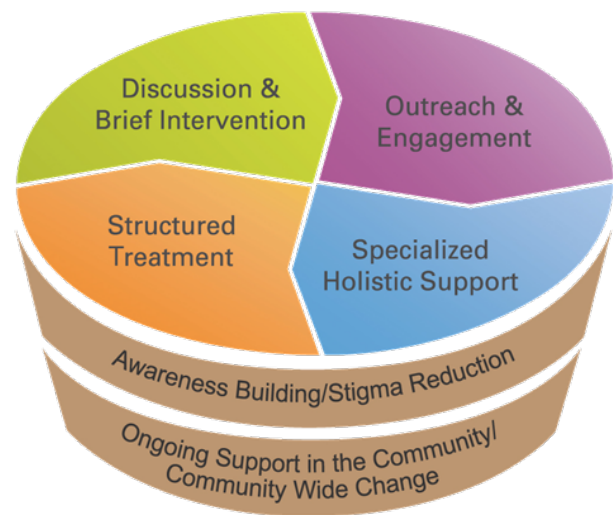 Discussion &
Brief Intervention
Outreach &
Engagement
Structured
Treatment
Specialized
Holistic Support
Awareness Building/Stigma Reduction
Ongoing Support in the Community/
Community Wide Change